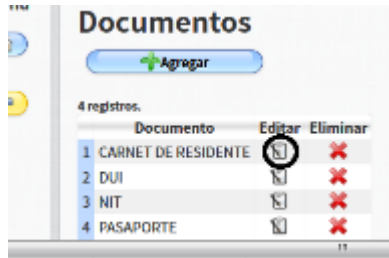 Documentos
Agregar
4 registros.
Documento Editar Eliminar
1 CARNET DE RESIDENTE
2 DUI
3 NIT
4 PASAPORTE